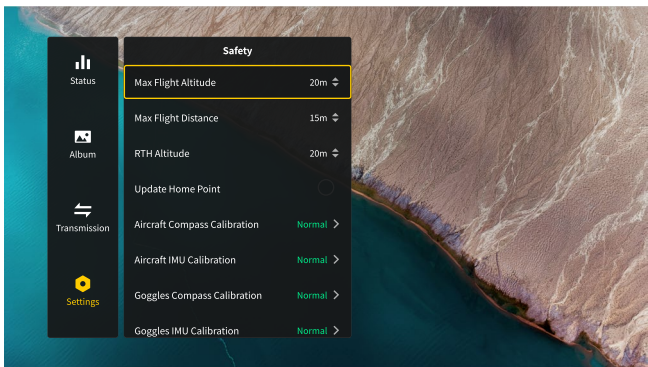 Safety
Status
Album
Transmission
Settings
Max Flight Altitude 20m
Max Flight Distance 15m
RTH Altitude 20m
Update Home Point
Aircraft Compass Calibration Normal
Aircraft IMU Calibration Normal
Goggles Compass Calibration Normal
Goggles IMU Calibration Normal